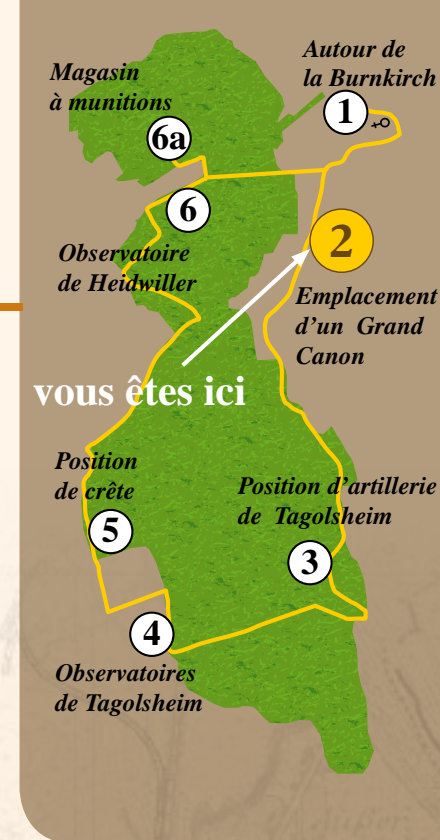 Autour de
la Burnkirch
1
Magasin
à munitions
6a
6
2
Observatoire
de Heidwiller
Emplacement
d'un Grand
Canon
vous êtes ici
Position
de crête
5
Position d'artillerie
de Tagolsheim
3
4
Observatoires
de Tagolsheim